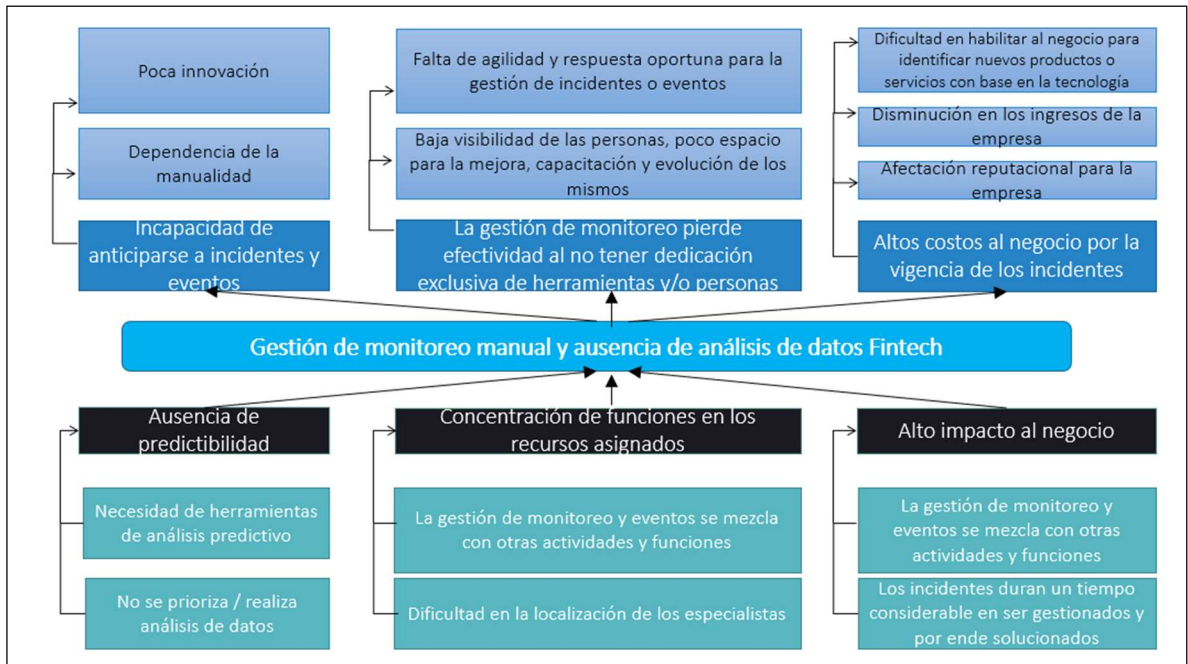 Poca innovación
Dependencia de la
manualidad
Incapacidad de
anticiparse a incidentes y
eventos
Falta de agilidad y respuesta oportuna para la
gestión de incidentes o eventos
Baja visibilidad de las personas, poco espacio
para la mejora, capacitación y evolución de los
mismos
La gestión de monitoreo pierde
efectividad al no tener dedicación
exclusiva de herramientas y/o personas
Dificultad en habilitar al negocio para
identificar nuevos productos o
servicios con base en la tecnología
Disminución en los ingresos de la
empresa
Afectación reputacional para la
empresa
Altos costos al negocio por la
vigencia de los incidentes
Gestión de monitoreo manual y ausencia de análisis de datos Fintech
Ausencia de
predictibilidad
Necesidad de herramientas
de análisis predictivo
No se prioriza / realiza
análisis de datos
Concentración de funciones en los
recursos asignados
La gestión de monitoreo y eventos se mezcla
con otras actividades y funciones
Dificultad en la localización de los especialistas
Alto impacto al negocio
La gestión de monitoreo y
eventos se mezcla con otras
actividades y funciones
Los incidentes duran un tiempo
considerable en ser gestionados y
por ende solucionados